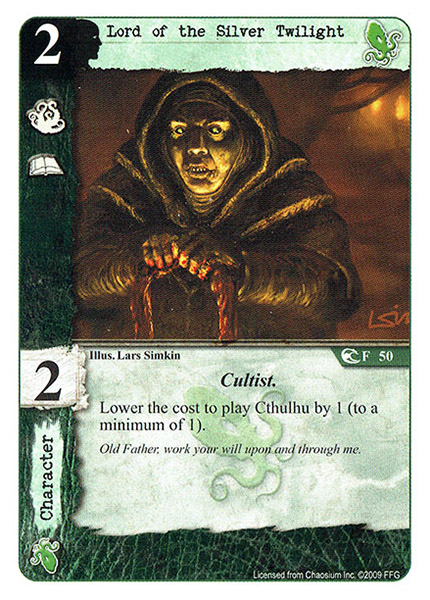 2
Lord of the Silver Twilight
LSim
Illus. Lars Simkin
F 50
2
Cultist.
Lower the cost to play Cthulhu by 1 (to a
minimum of 1).
Old Father, work your will upon and through me.
Character
Licensed from Chaosium Inc. ©2009 FFG